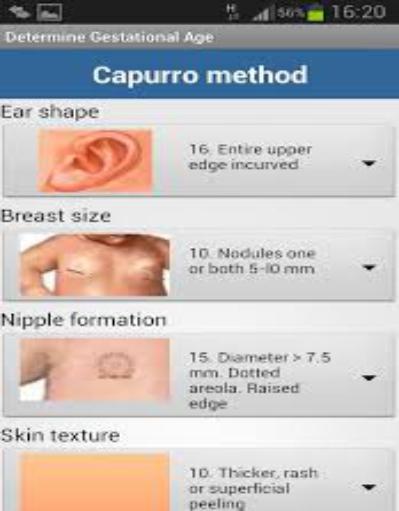 56% 16:20
Determine Gestational Age
Capurro method
Ear shape
16. Entire upper
edge incurved
Breast size
10. Nodules one
or both 5-10 mm
Nipple formation
15. Diameter > 7.5
mm. Dotted
areola. Raised
edge
Skin texture
10. Thicker, rash
or superficial
peeling